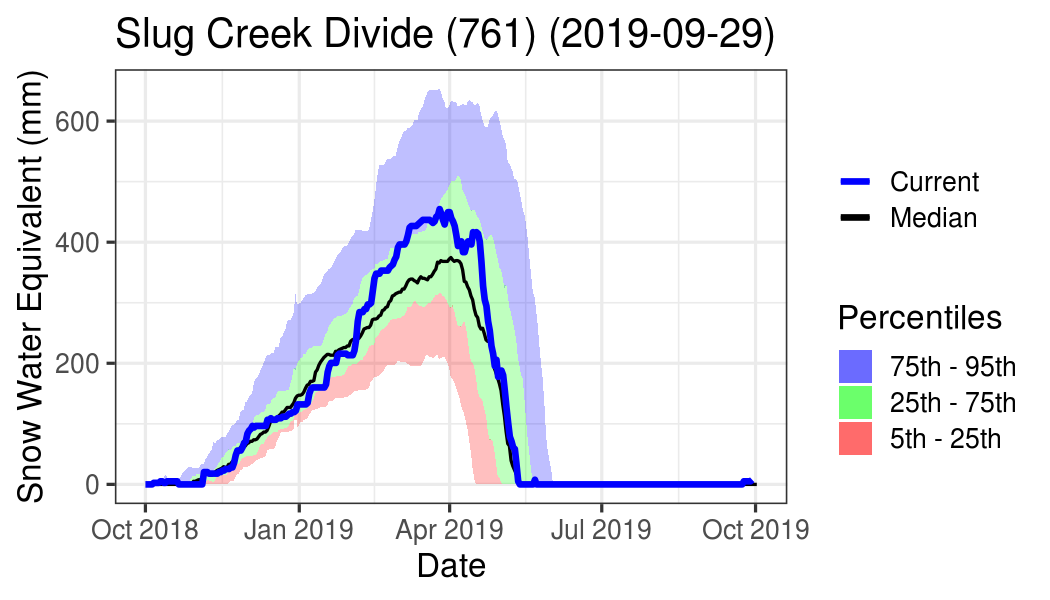 Slug Creek Divide (761) (2019-09-29)
Snow Water Equivalent (mm)
600
400
200
0
Oct 2018
Jan 2019
Apr 2019
Jul 2019
Oct 2019
Date
Current
Median
Percentiles
75th - 95th
25th - 75th
5th - 25th